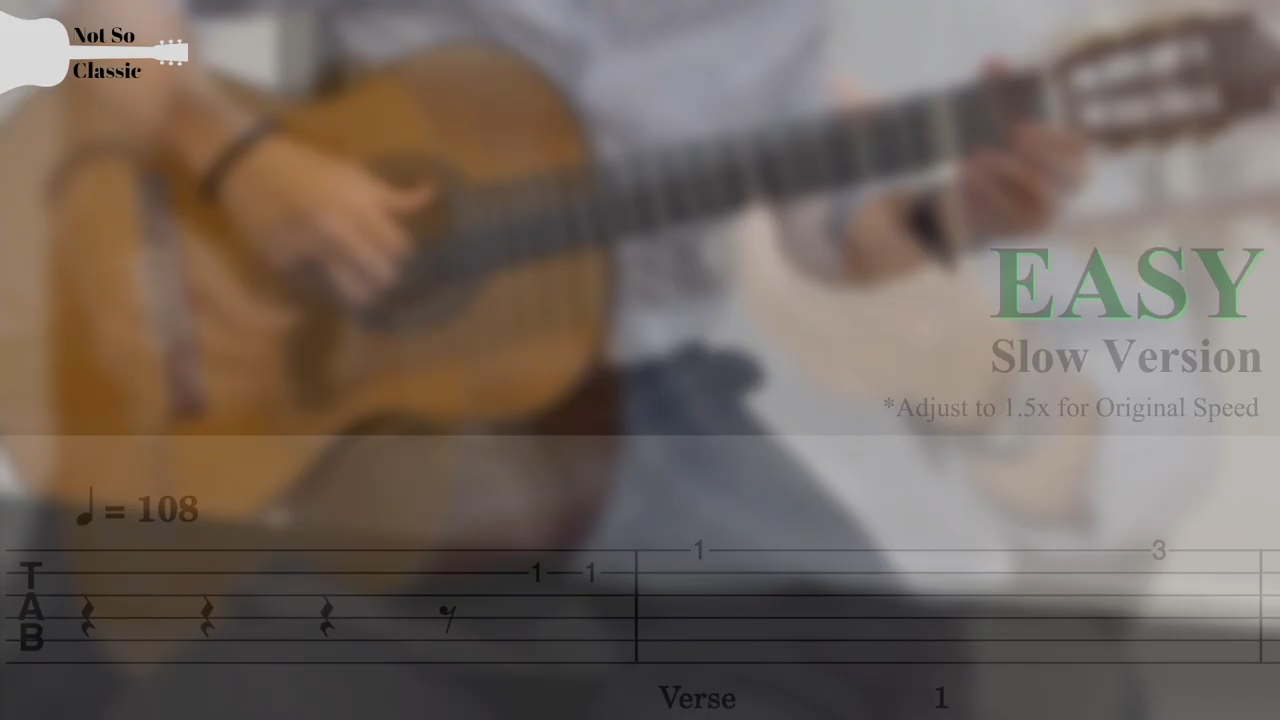 Not So
Classic
EASY
Slow Version
*Adjust to 1.5x for Original Speed
♩ = 108
1 3
T 1 1
A
B
Verse 1